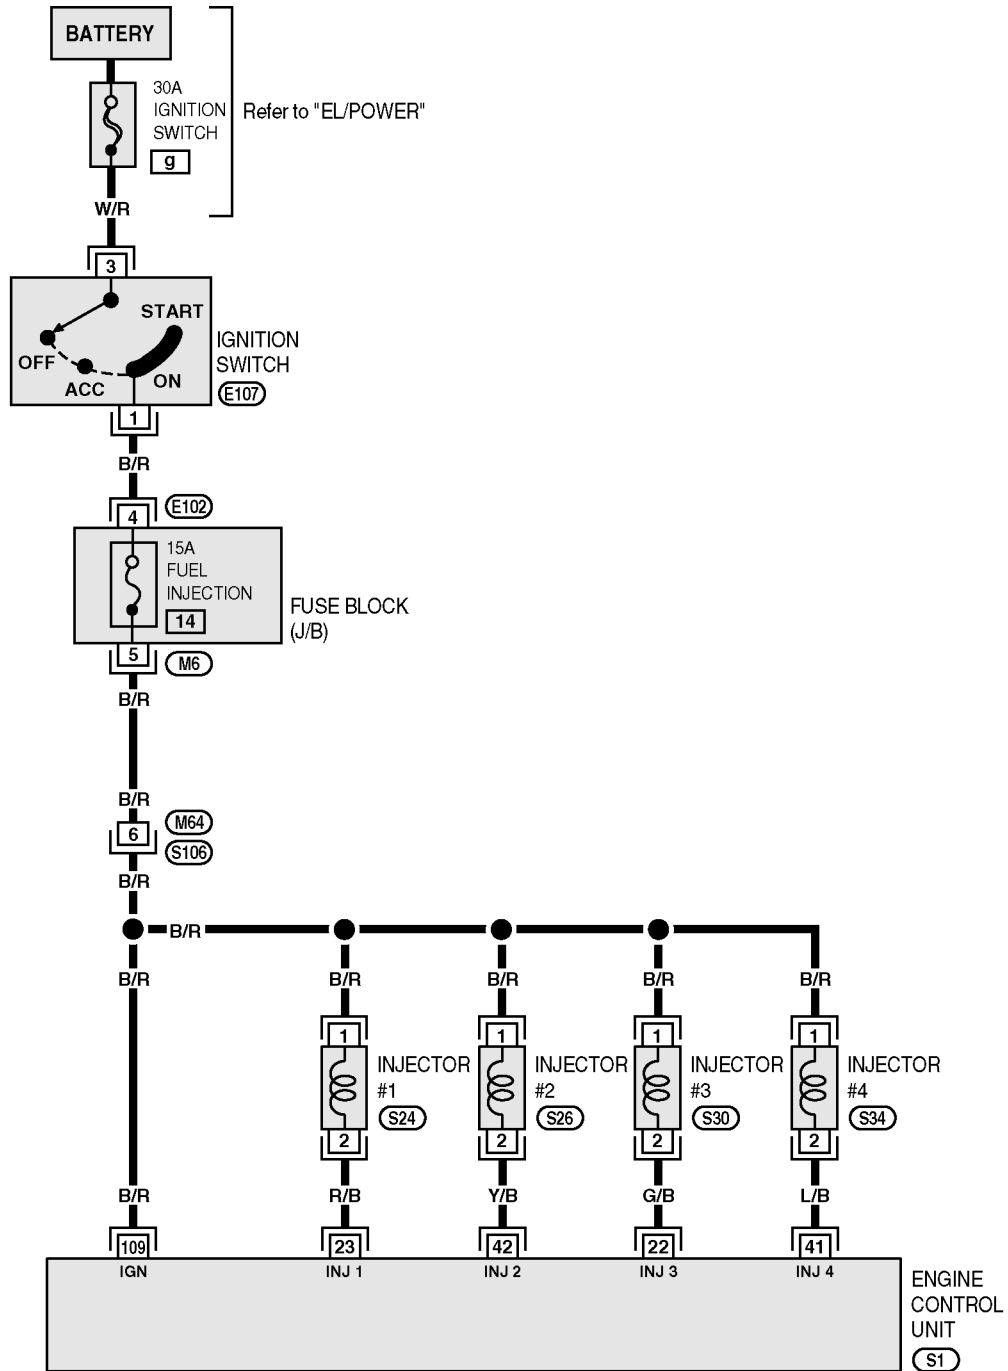 BATTERY
30A
IGNITION
SWITCH
g
Refer to "EL/POWER"
W/R
3
START
OFF
ACC
ON
IGNITION
SWITCH
E107
1
B/R
4
E102
15A
FUEL
INJECTION
14
FUSE BLOCK
(J/B)
5
M6
B/R
B/R
6
M64
S106
B/R
B/R
B/R
B/R
B/R
B/R
B/R
1
1
1
1
INJECTOR
#1
S24
INJECTOR
#2
S26
INJECTOR
#3
S30
INJECTOR
#4
S34
2
2
2
2
B/R
R/B
Y/B
G/B
L/B
109
23
42
22
41
IGN
INJ 1
INJ 2
INJ 3
INJ 4
ENGINE
CONTROL
UNIT
S1